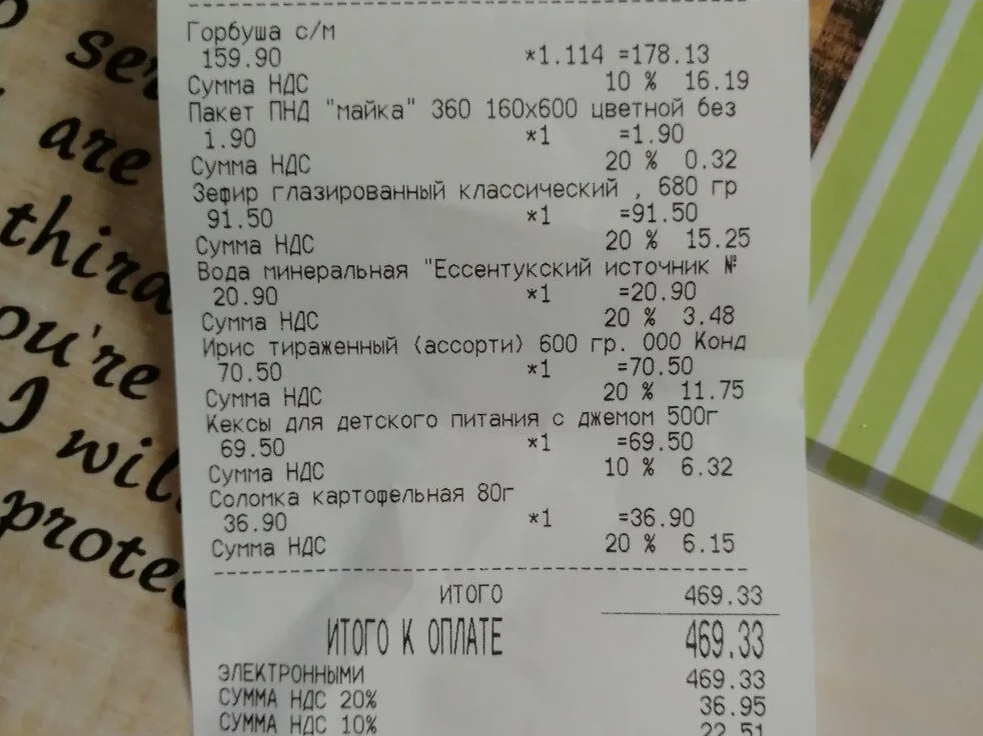 Горбуша с/м
159.90 *1.114 =178.13
Сумма НДС 10 % 16.19
Пакет ПНД "майка" 360 160х600 цветной без
1.90 *1 =1.90
Сумма НДС 20 % 0.32
Зефир глазированный классический , 680 гр
91.50 *1 =91.50
Сумма НДС 20 % 15.25
Вода минеральная "Ессентукский источник №
20.90 *1 =20.90
Сумма НДС 20 % 3.48
Ирис тираженный (ассорти) 600 гр. ООО Конд
70.50 *1 =70.50
Сумма НДС 20 % 11.75
Кексы для детского питания с джемом 500г
69.50 *1 =69.50
Сумма НДС 10 % 6.32
Соломка картофельная 80г
36.90 *1 =36.90
Сумма НДС 20 % 6.15
ИТОГО 469.33
ИТОГО К ОПЛАТЕ 469.33
ЭЛЕКТРОННЫМИ 469.33
СУММА НДС 20% 36.95
СУММА НДС 10% 22.51
are
you're
I will